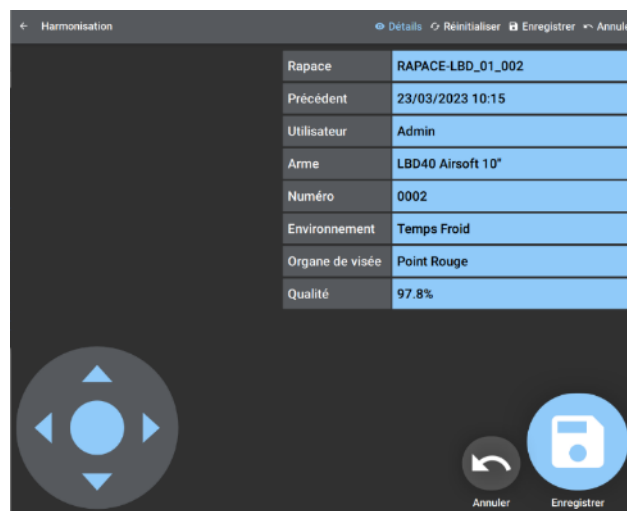 Harmonisation Détails Réinitialiser Enregistrer Annule
Rapace RAPACE-LBD_01_002
Précédent 23/03/2023 10:15
Utilisateur Admin
Arme LBD40 Airsoft 10"
Numéro 0002
Environnement Temps Froid
Organe de visée Point Rouge
Qualité 97.8%
Annuler Enregistrer